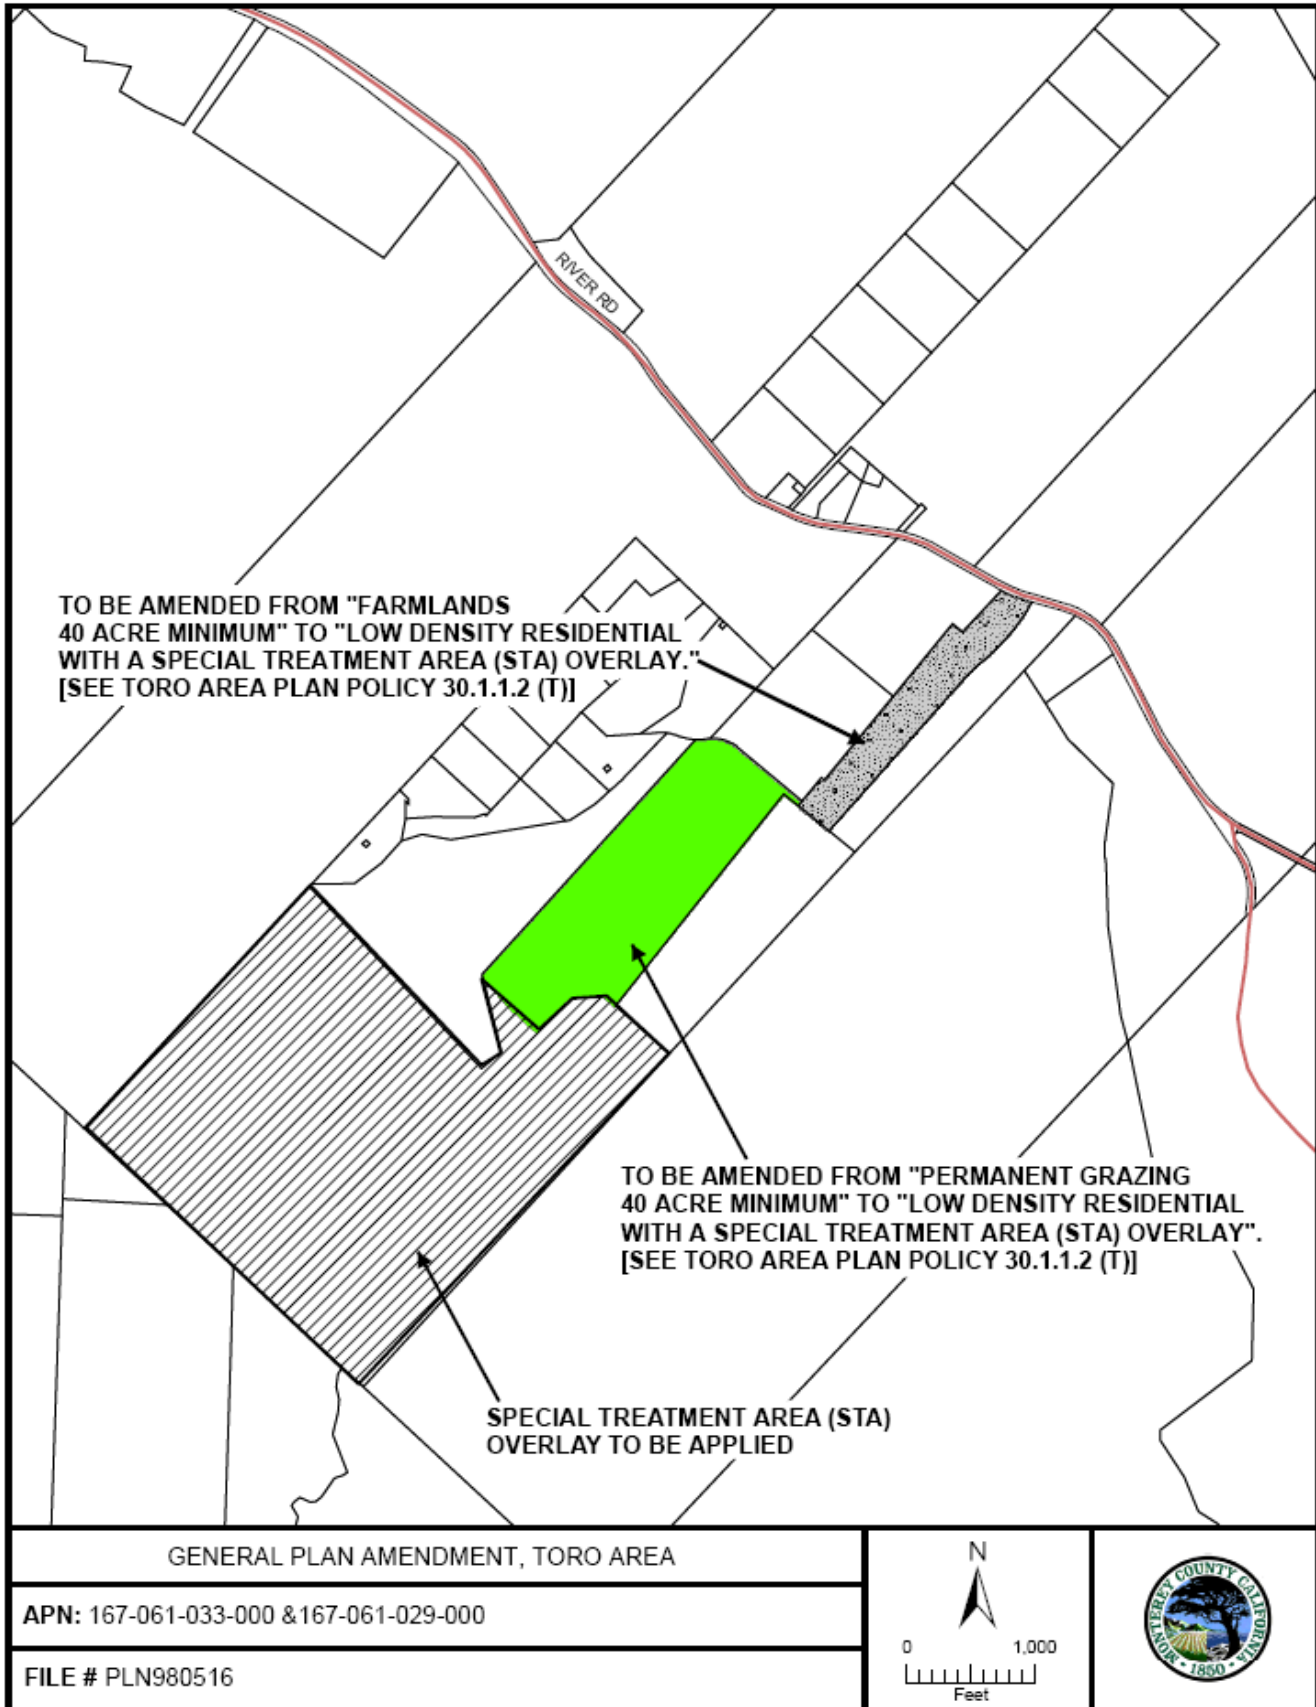 RIVER RD
TO BE AMENDED FROM "FARMLANDS
40 ACRE MINIMUM" TO "LOW DENSITY RESIDENTIAL
WITH A SPECIAL TREATMENT AREA (STA) OVERLAY."
[SEE TORO AREA PLAN POLICY 30.1.1.2 (T)]
TO BE AMENDED FROM "PERMANENT GRAZING
40 ACRE MINIMUM" TO "LOW DENSITY RESIDENTIAL
WITH A SPECIAL TREATMENT AREA (STA) OVERLAY".
[SEE TORO AREA PLAN POLICY 30.1.1.2 (T)]
SPECIAL TREATMENT AREA (STA)
OVERLAY TO BE APPLIED
GENERAL PLAN AMENDMENT, TORO AREA
APN: 167-061-033-000 &167-061-029-000
FILE # PLN980516
N
0 1,000
Feet
MONTEREY COUNTY CALIFORNIA
1850